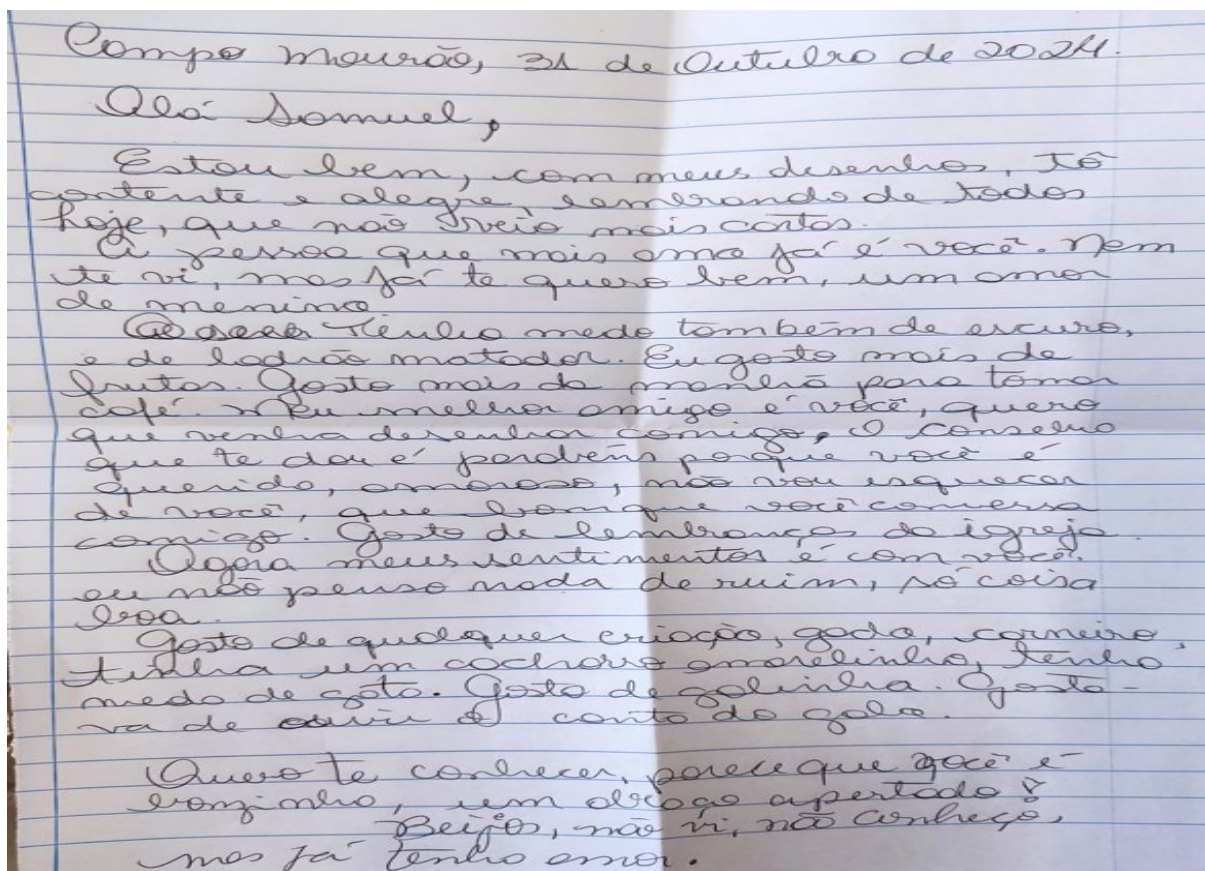 Campo Mourão, 31 de Outubro de 2024.
Olá Samuel,
Estou bem, com meus desenhos, Tô
contente e alegre, lembrando de todos
hoje, que não veio mais cartas.
A pessoa que mais amo já é você. Nem
te vi, mas já te quero bem, um amor
de menino
Tenho medo também de escuro,
e de ladrão matador. Eu gosto mais de
frutas. Gosto mais da manhã para tomar
café. Meu melhor amigo é você, quero
que venha desenhar comigo, O conselho
que te dou é parabéns porque você é
querido, amoroso, não vou esquecer
de você, que bom que você conversa
comigo. Gosto de lembranças da igreja.
Agora meus sentimentos é com você.
eu não penso nada de ruim, só coisa
boa.
Gosto de qualquer criação, gado, carneiro,
tinha um cachorro amarelinho, tenho
medo de gato. Gosto de galinha. Gosta-
va de ouvir o canto do galo.
Quero te conhecer, parece que você é
bonzinho, um abraço apertado!
Beijos, não vi, não conheço,
mas já tenho amor.